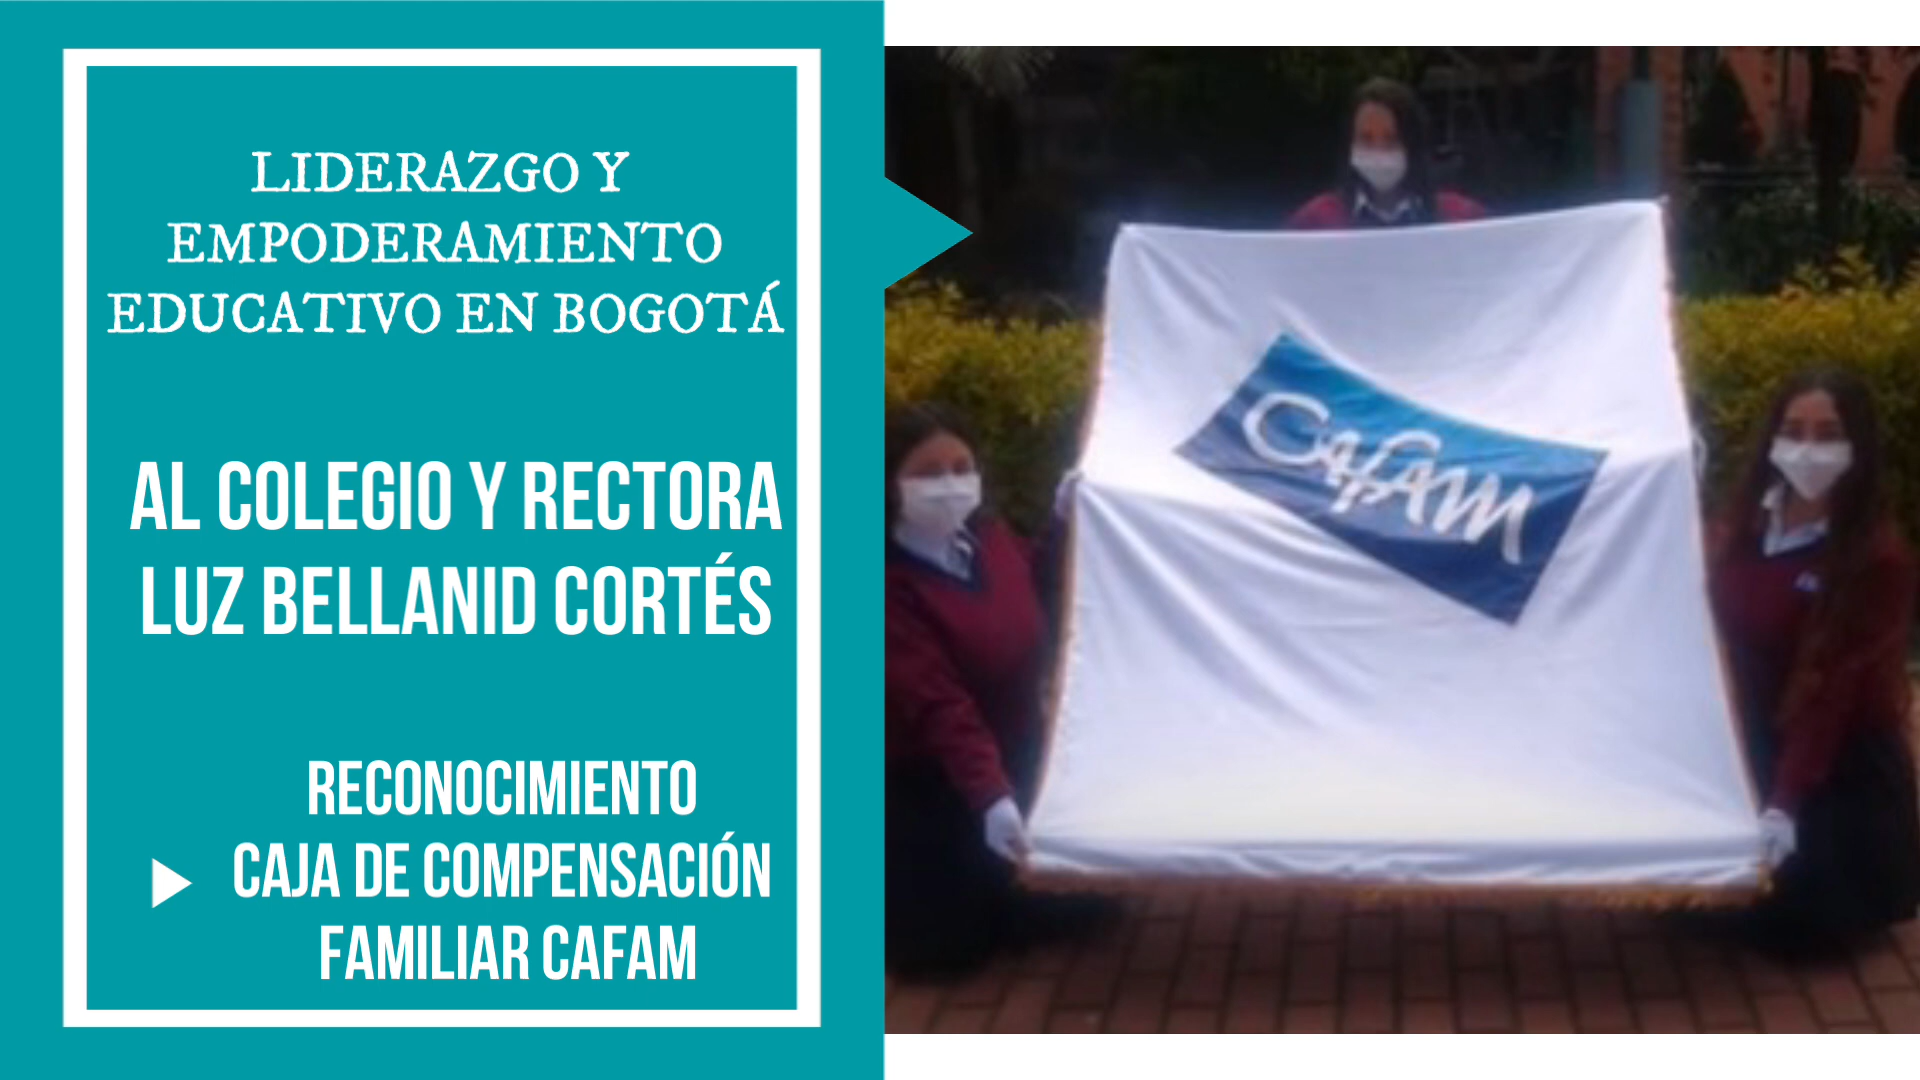 LIDERAZGO Y
EMPODERAMIENTO
EDUCATIVO EN BOGOTÁ
AL COLEGIO Y RECTORA
LUZ BELLANID CORTÉS
RECONOCIMIENTO
CAJA DE COMPENSACIÓN
FAMILIAR CAFAM
CAFAM